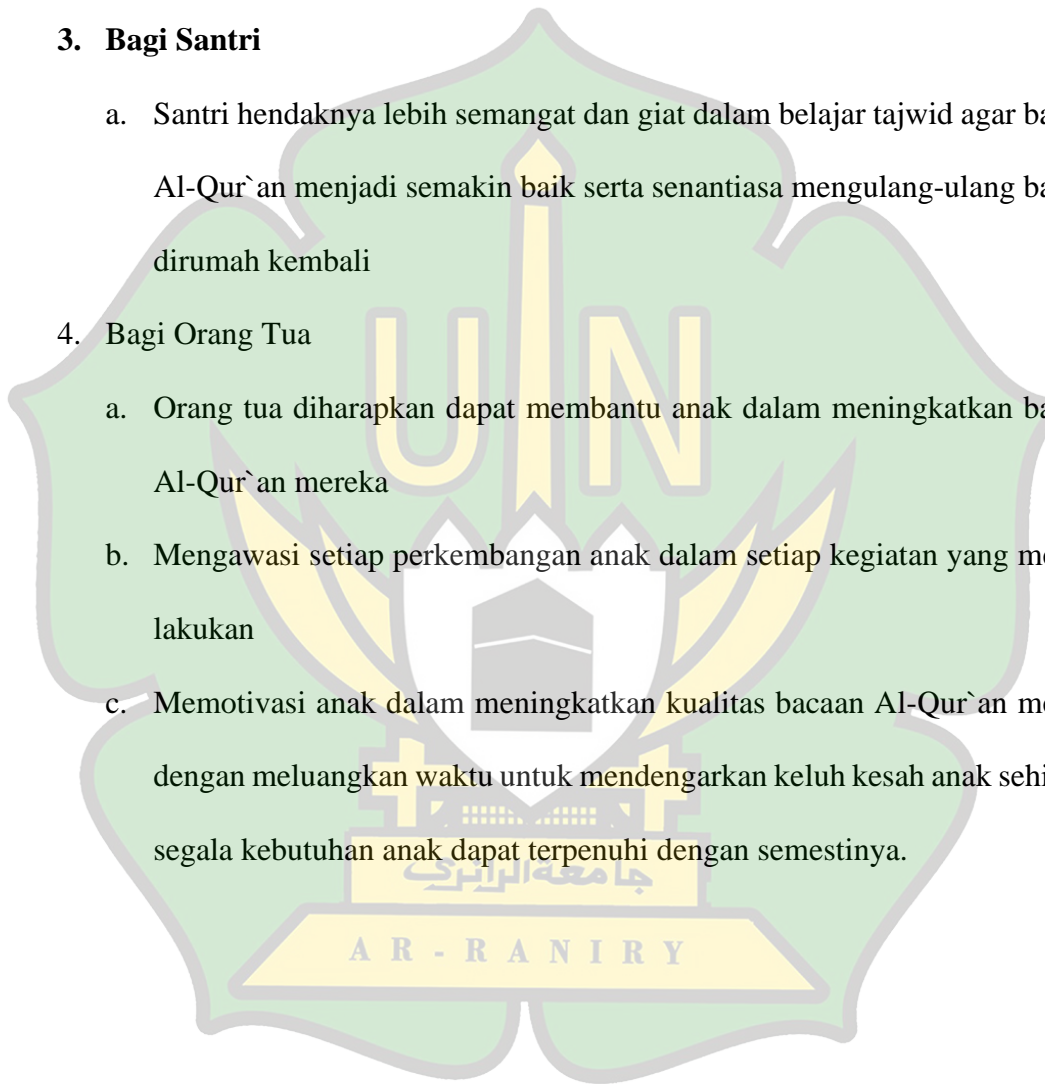 3. Bagi Santri
a. Santri hendaknya lebih semangat dan giat dalam belajar tajwid agar ba
Al-Qur`an menjadi semakin baik serta senantiasa mengulang-ulang ba
dirumah kembali
4. Bagi Orang Tua
a. Orang tua diharapkan dapat membantu anak dalam meningkatkan ba
Al-Qur`an mereka
b. Mengawasi setiap perkembangan anak dalam setiap kegiatan yang me
lakukan
c. Memotivasi anak dalam meningkatkan kualitas bacaan Al-Qur`an me
dengan meluangkan waktu untuk mendengarkan keluh kesah anak sehi
segala kebutuhan anak dapat terpenuhi dengan semestinya.
UIN
جامعة الرانري
AR-RANIRY